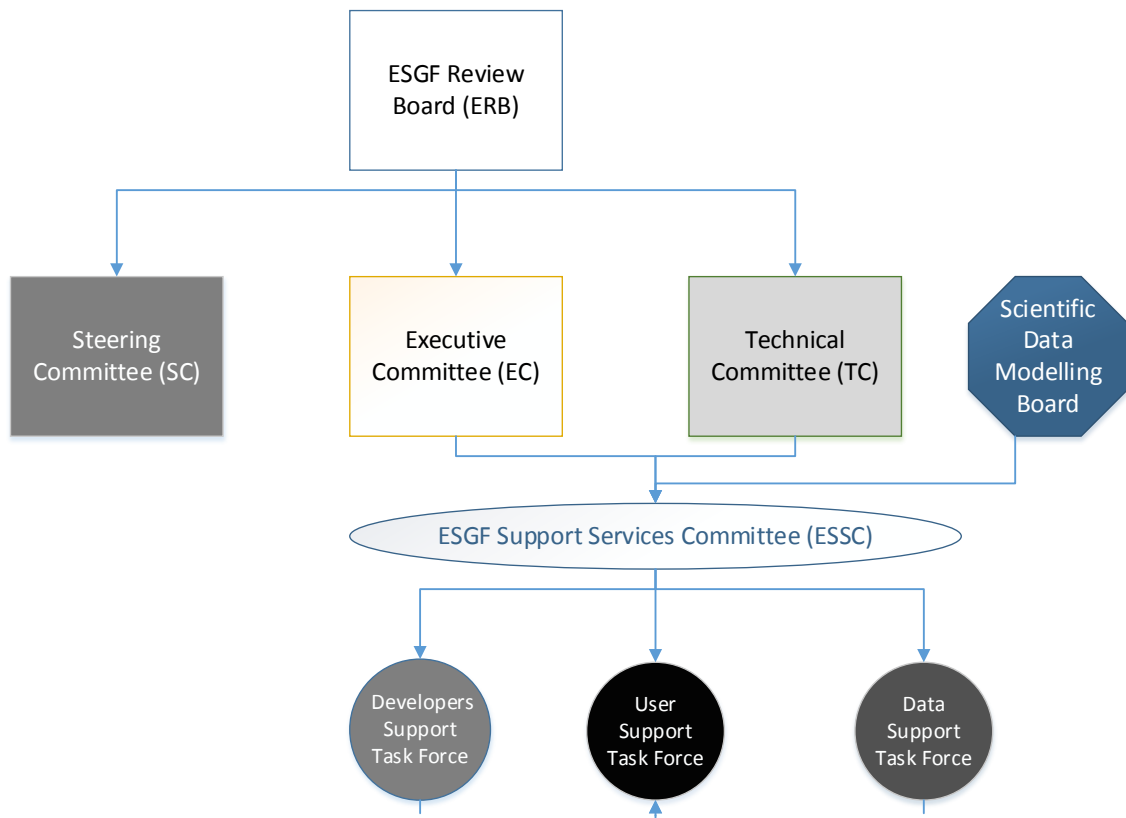 ESGF Review
Board (ERB)
Steering
Committee (SC)
Executive
Committee (EC)
Technical
Committee (TC)
Scientific
Data
Modelling
Board
ESGF Support Services Committee (ESSC)
Developers
Support
Task Force
User
Support
Task Force
Data
Support
Task Force